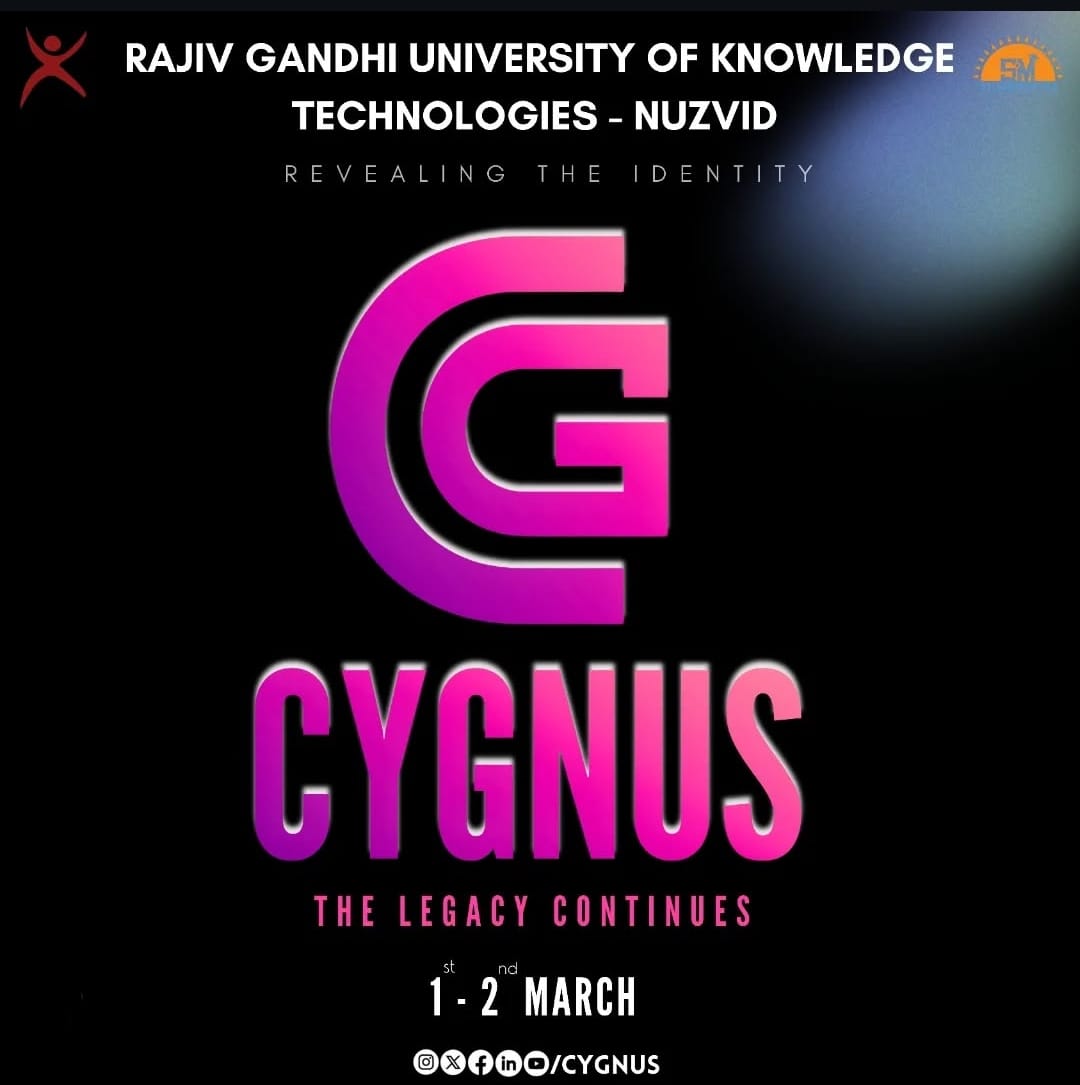 RAJIV GANDHI UNIVERSITY OF KNOWLEDGE
TECHNOLOGIES - NUZVID
REVEALING THE IDENTITY
CG
CYGNUS
THE LEGACY CONTINUES
1st - 2nd MARCH
/CYGNUS